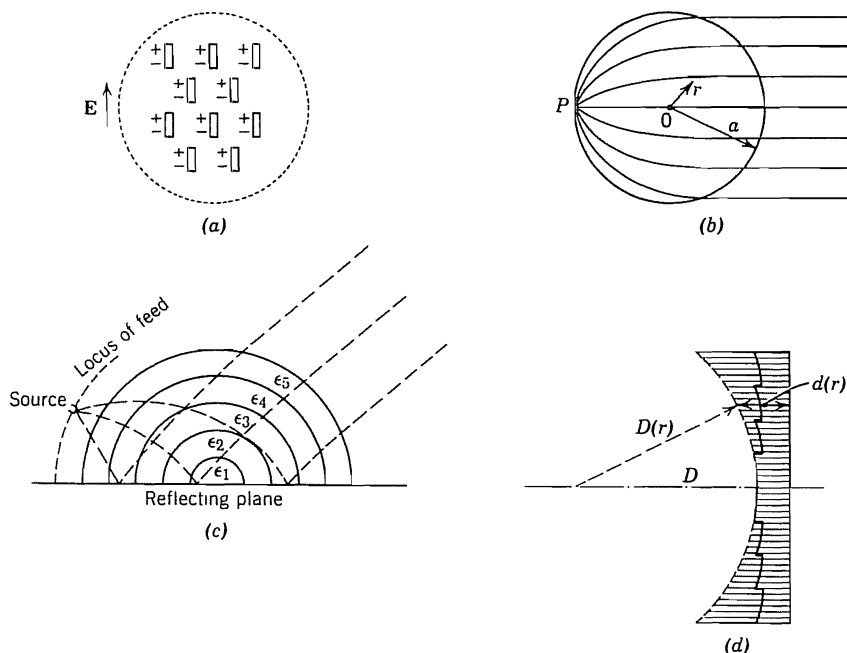 + + +
− − −
+ +
− −
E
+ + +
− − −
+ +
− −
(a)
P
r
0
a
(b)
Locus of feed
Source
ϵ5
ϵ4
ϵ3
ϵ2
ϵ1
Reflecting plane
(c)
d(r)
D(r)
D
(d)